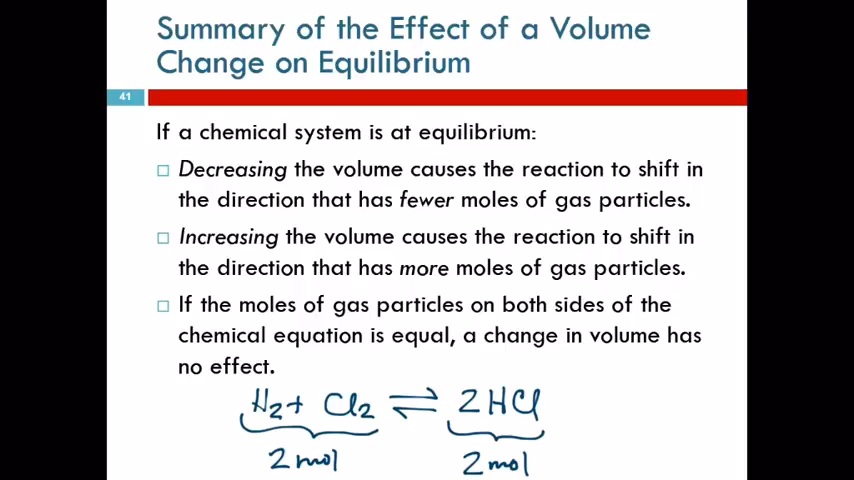 Summary of the Effect of a Volume
Change on Equilibrium
41
If a chemical system is at equilibrium:
Decreasing the volume causes the reaction to shift in
the direction that has fewer moles of gas particles.
Increasing the volume causes the reaction to shift in
the direction that has more moles of gas particles.
If the moles of gas particles on both sides of the
chemical equation is equal, a change in volume has
no effect.
H₂ + Cl₂ ⇌ 2HCl
2 mol 2 mol